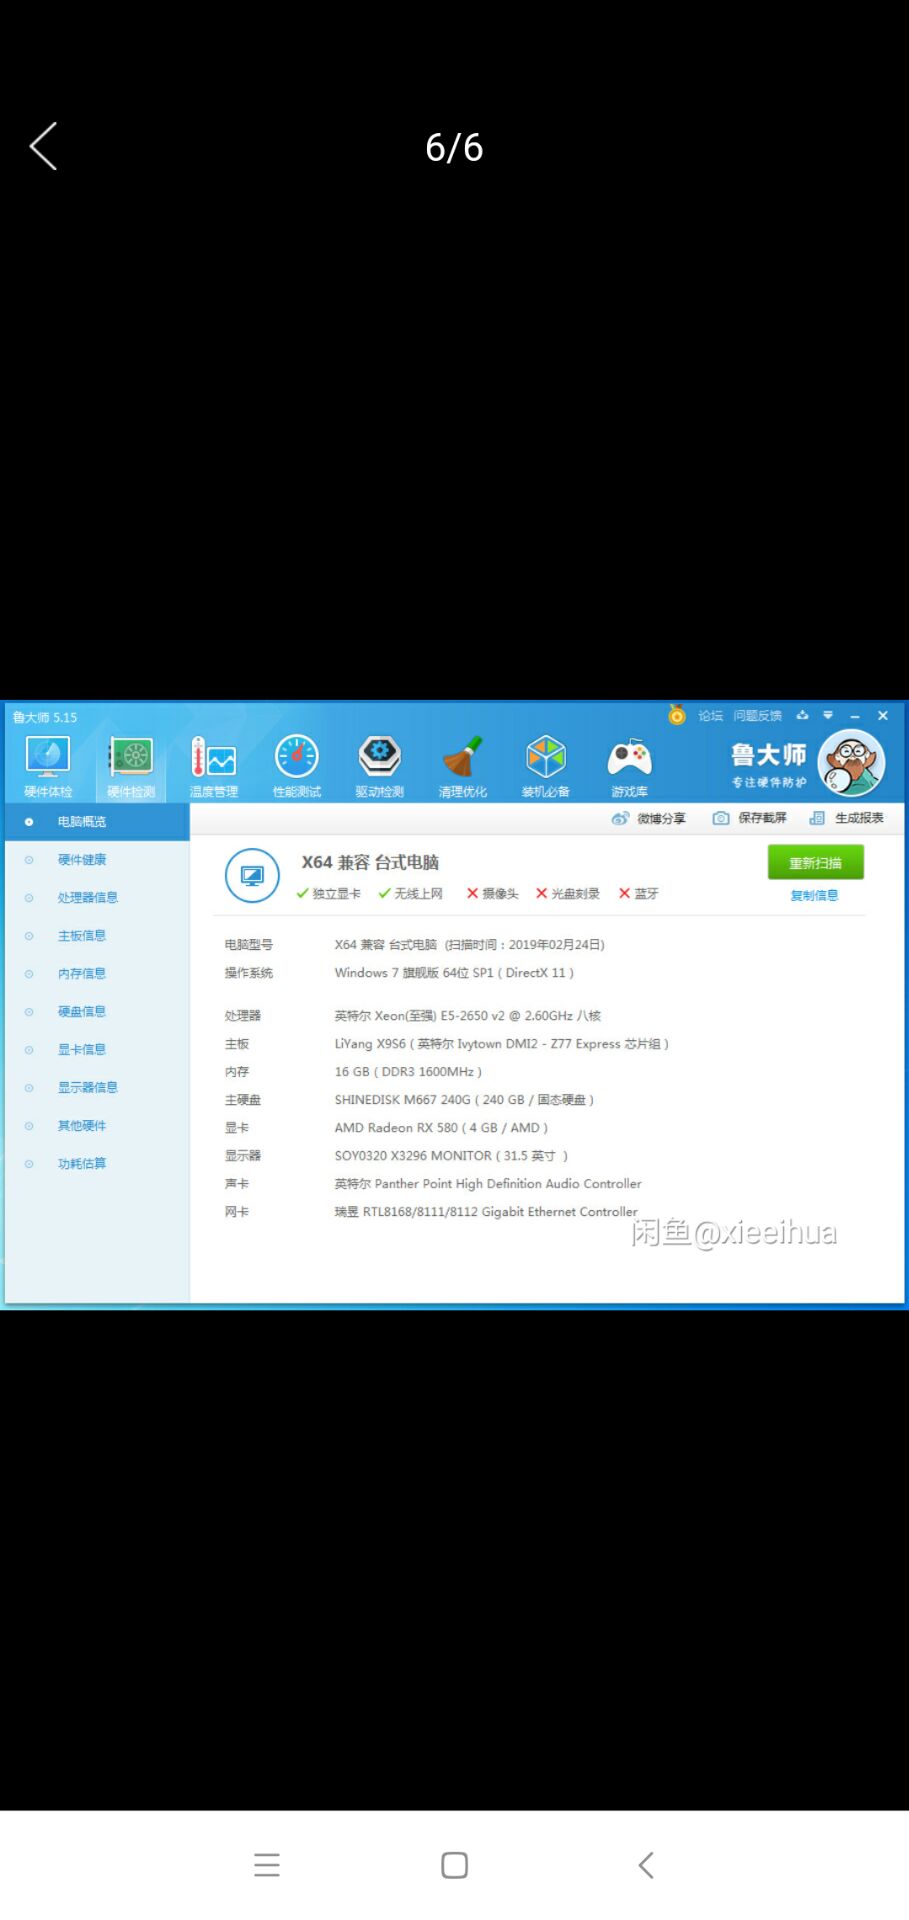 6/6
鲁大师 5.15
论坛 问题反馈
硬件体检 硬件检测 温度管理 性能测试 驱动检测 清理优化 装机必备 游戏库
鲁大师
专注硬件防护
微博分享 保存截屏 生成报表
电脑概览
硬件健康
处理器信息
主板信息
内存信息
硬盘信息
显卡信息
显示器信息
其他硬件
功耗估算
X64 兼容 台式电脑
独立显卡 无线上网 摄像头 光盘刻录 蓝牙
重新扫描
复制信息
电脑型号 X64 兼容 台式电脑 (扫描时间：2019年02月24日)
操作系统 Windows 7 旗舰版 64位 SP1 ( DirectX 11 )
处理器 英特尔 Xeon(至强) E5-2650 v2 @ 2.60GHz 八核
主板 LiYang X9S6 ( 英特尔 Ivytown DMI2 - Z77 Express 芯片组 )
内存 16 GB ( DDR3 1600MHz )
主硬盘 SHINEDISK M667 240G ( 240 GB / 固态硬盘 )
显卡 AMD Radeon RX 580 ( 4 GB / AMD )
显示器 SOY0320 X3296 MONITOR ( 31.5 英寸 )
声卡 英特尔 Panther Point High Definition Audio Controller
网卡 瑞昱 RTL8168/8111/8112 Gigabit Ethernet Controller
闲鱼@xieeihua